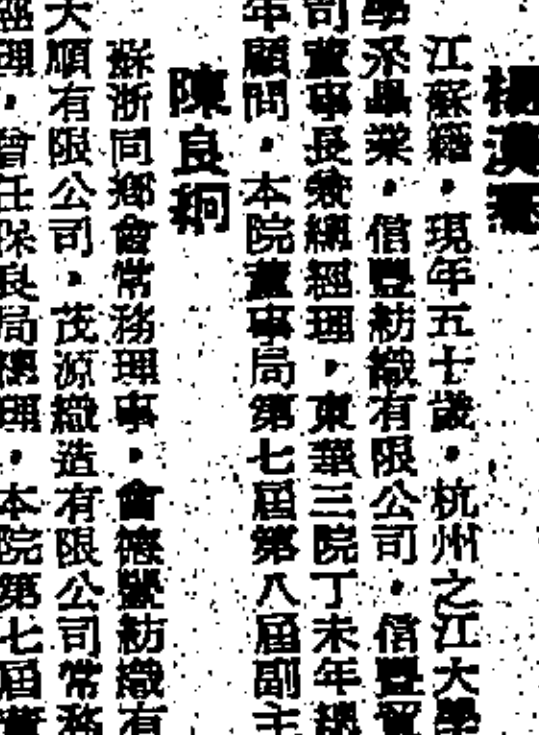 楊漢
江蘇籍，現年五十歲，杭州之江大學
學系畢業，信豐紡織有限公司，信豐貿
司董事長兼總經理，東華三院丁未年總
年顧問，本院董事局第七屆第八屆副主
陳良
蘇浙同鄉會常務理事，會德豐紡織有
大順有限公司，茂源織造有限公司常務
經理，曾任保良局總理，本院第七屆董